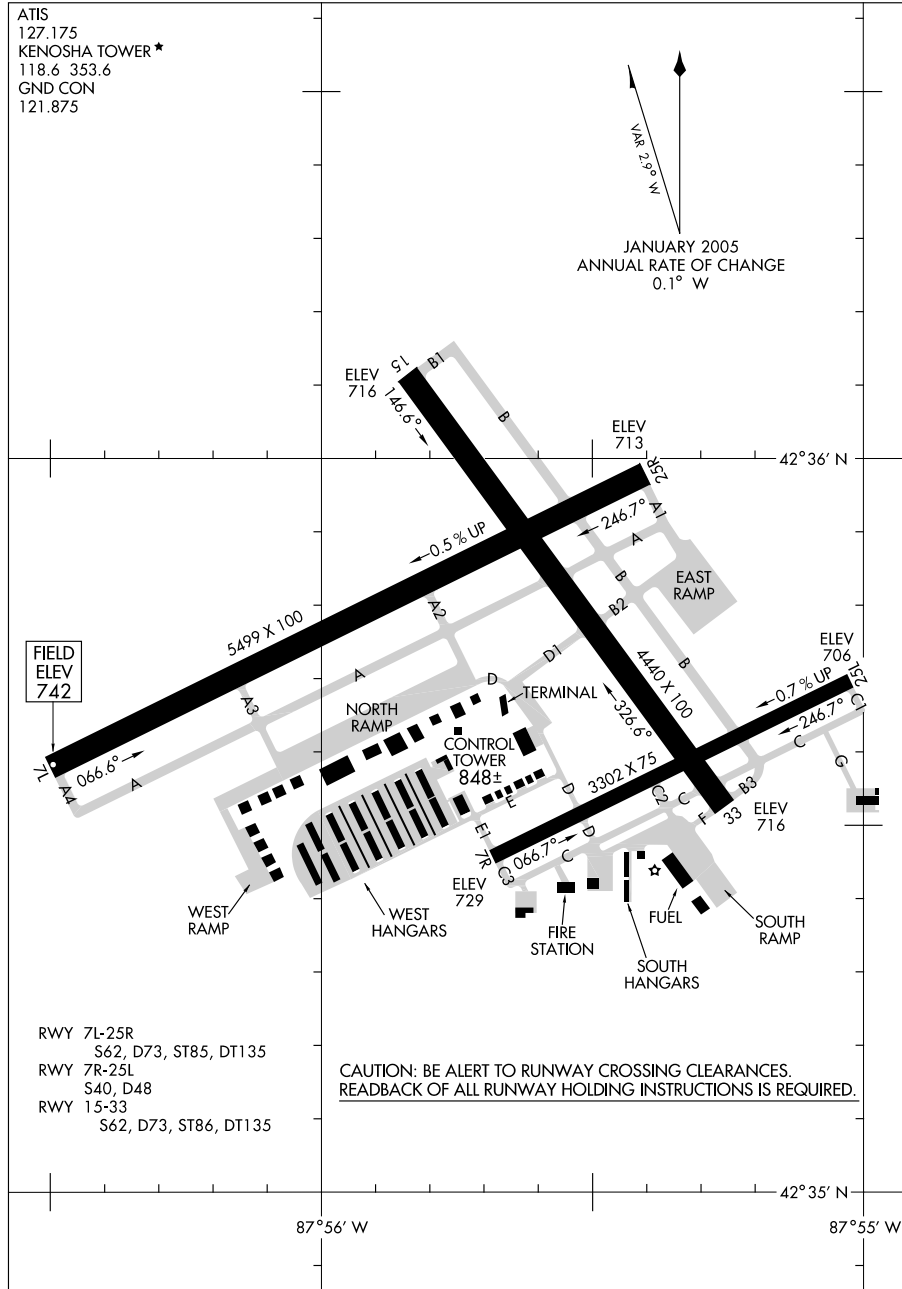 ATIS
127.175
KENOSHA TOWER★
118.6 353.6
GND CON
121.875
VAR 2.9° W
JANUARY 2005
ANNUAL RATE OF CHANGE
0.1° W
ELEV
716
15
B1
146.6°
B
ELEV
713
25R
42°36' N
A1
246.7°
A
0.5% UP
EAST
RAMP
B
B2
A2
5499 X 100
D1
FIELD
ELEV
742
ELEV
706
25L
4440 X 100
B
0.7% UP
246.7°
C1
A
A3
D
TERMINAL
NORTH
RAMP
326.6°
CONTROL
TOWER
848±
7L
066.6°
A4
A
3302 X 75
C
G
D
E
C2
C
B3
F
33
ELEV
716
E1
7R
066.7°
D
C
C3
ELEV
729
WEST
RAMP
WEST
HANGARS
FIRE
STATION
FUEL
SOUTH
RAMP
SOUTH
HANGARS
RWY 7L-25R
S62, D73, ST85, DT135
RWY 7R-25L
S40, D48
RWY 15-33
S62, D73, ST86, DT135
CAUTION: BE ALERT TO RUNWAY CROSSING CLEARANCES.
READBACK OF ALL RUNWAY HOLDING INSTRUCTIONS IS REQUIRED.
42°35' N
87°56' W
87°55' W